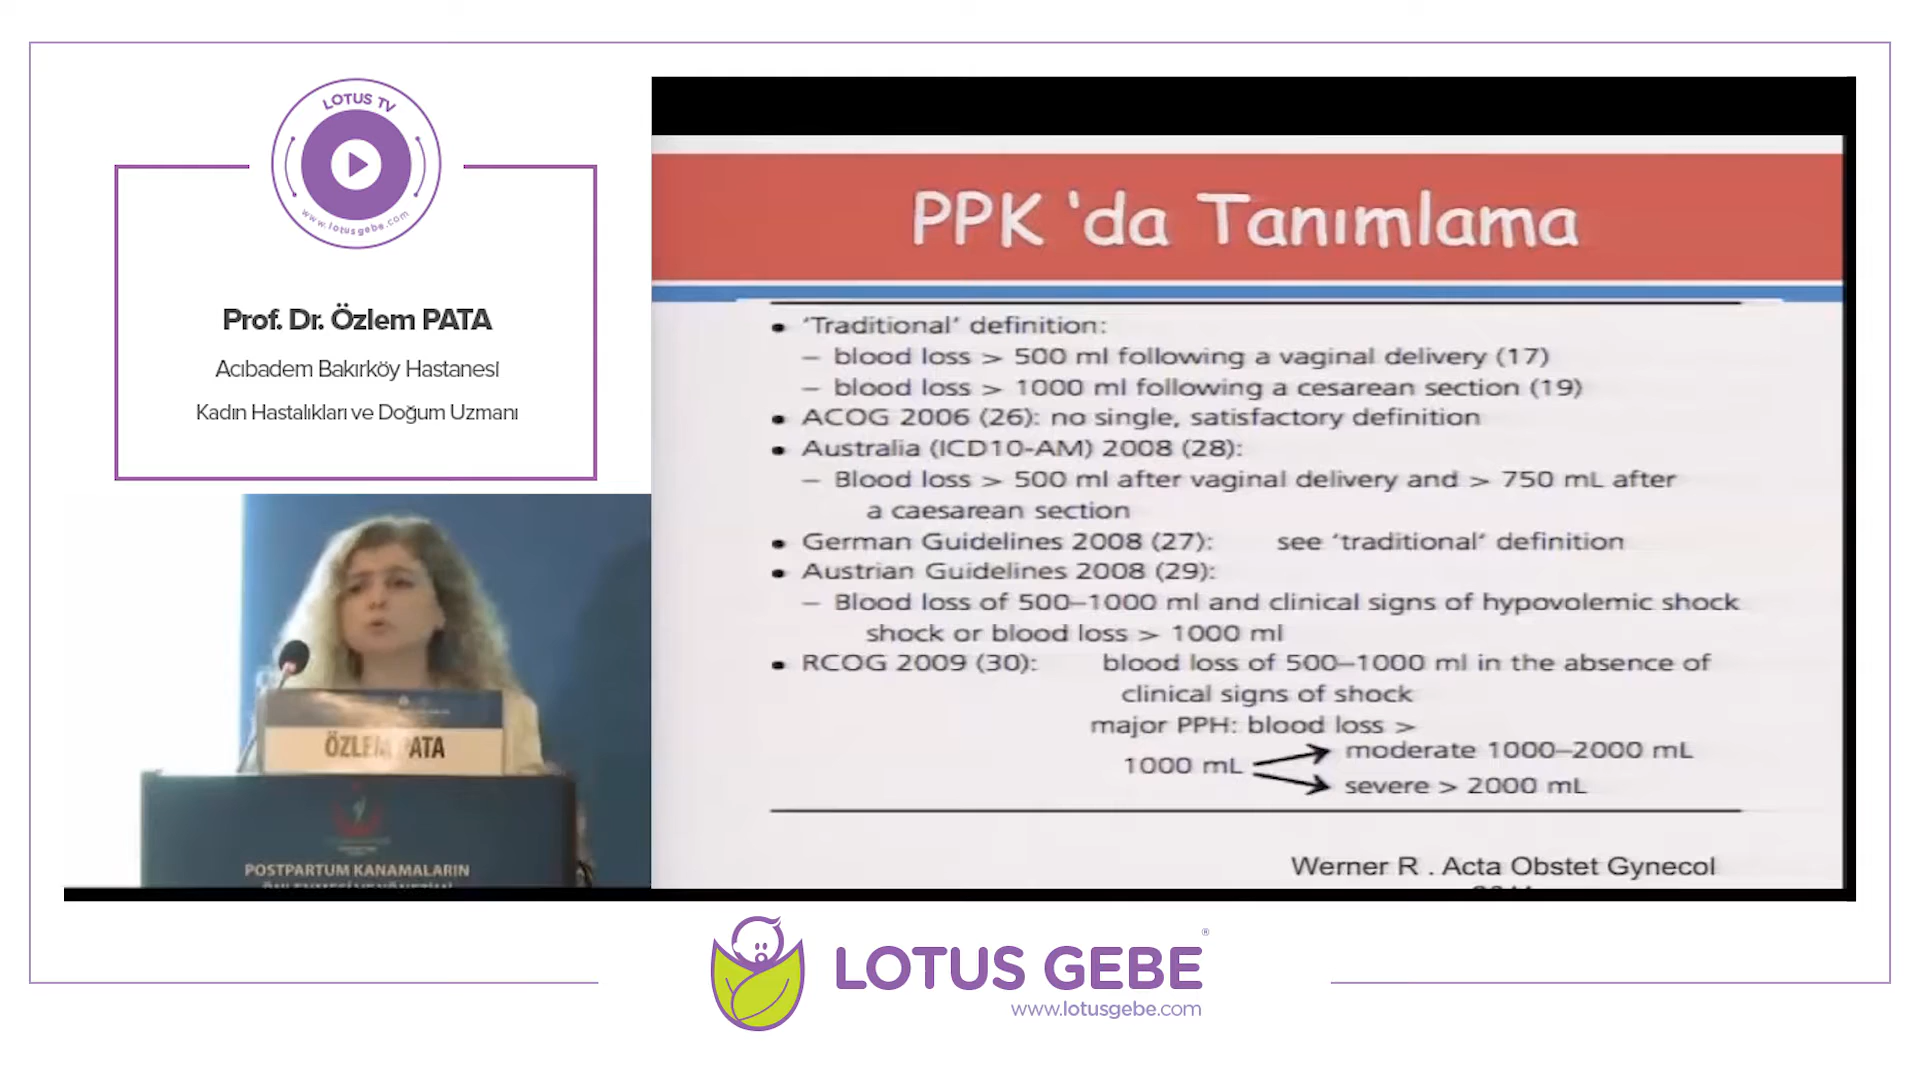 LOTUS TV
www.lotusgebe.com
Prof. Dr. Özlem PATA
Acıbadem Bakırköy Hastanesi
Kadın Hastalıkları ve Doğum Uzmanı
ÖZLEM PATA
POSTPARTUM KANAMALARIN
ÖNLENMESİ VE YÖNETİMİ
PPK 'da Tanımlama
• 'Traditional' definition:
– blood loss > 500 ml following a vaginal delivery (17)
– blood loss > 1000 ml following a cesarean section (19)
• ACOG 2006 (26): no single, satisfactory definition
• Australia (ICD10-AM) 2008 (28):
– Blood loss > 500 ml after vaginal delivery and > 750 mL after
a caesarean section
• German Guidelines 2008 (27): see 'traditional' definition
• Austrian Guidelines 2008 (29):
– Blood loss of 500–1000 ml and clinical signs of hypovolemic shock
shock or blood loss > 1000 ml
• RCOG 2009 (30): blood loss of 500–1000 ml in the absence of
clinical signs of shock
major PPH: blood loss >
1000 mL
moderate 1000–2000 mL
severe > 2000 mL
Werner R . Acta Obstet Gynecol
LOTUS GEBE
®
www.lotusgebe.com